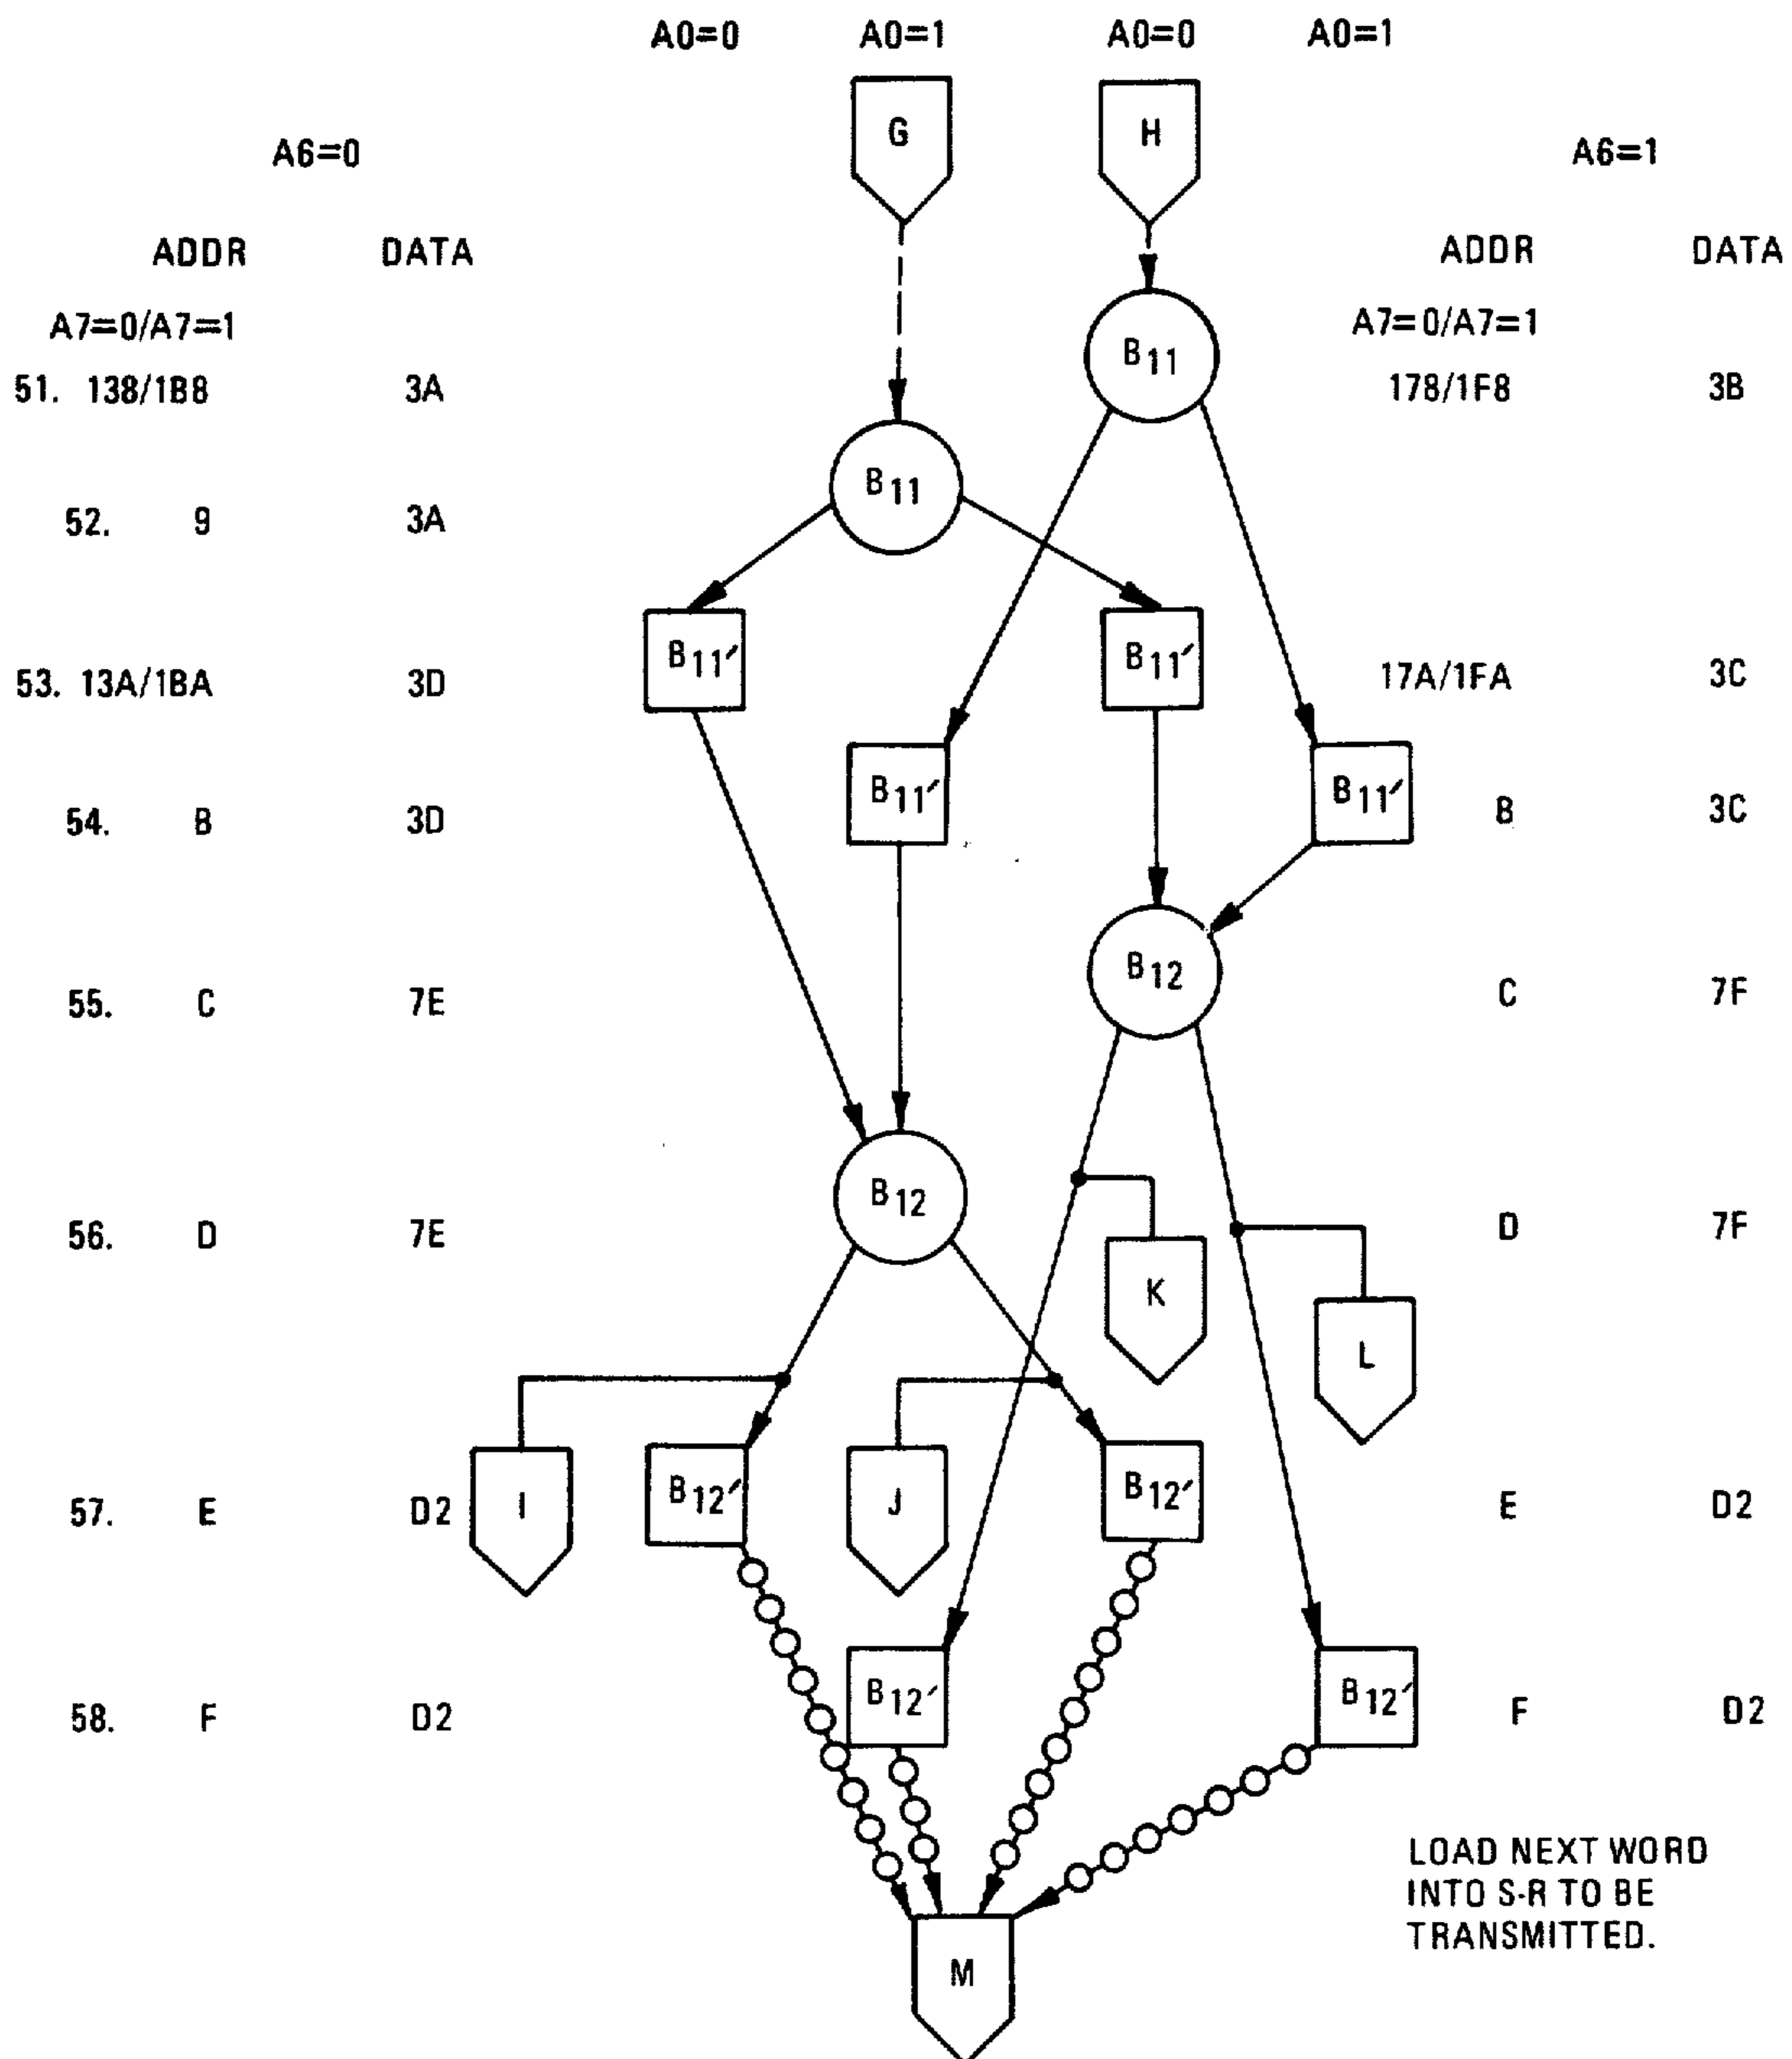 A0=0 A0=1 A0=0 A0=1
G H
A6=0 A6=1
ADDR DATA ADDR DATA
A7=0/A7=1 A7=0/A7=1
B11
51. 138/1B8 3A 178/1F8 3B
B11
52. 9 3A
B11′ B11′
53. 13A/1BA 3D 17A/1FA 3C
B11′ B11′
54. B 3D B 3C
B12
55. C 7E C 7F
B12
56. D 7E D 7F
K
L
I B12′ J B12′
57. E D2 E D2
B12′ B12′
58. F D2 F D2
LOAD NEXT WORD
INTO S-R TO BE
TRANSMITTED.
M